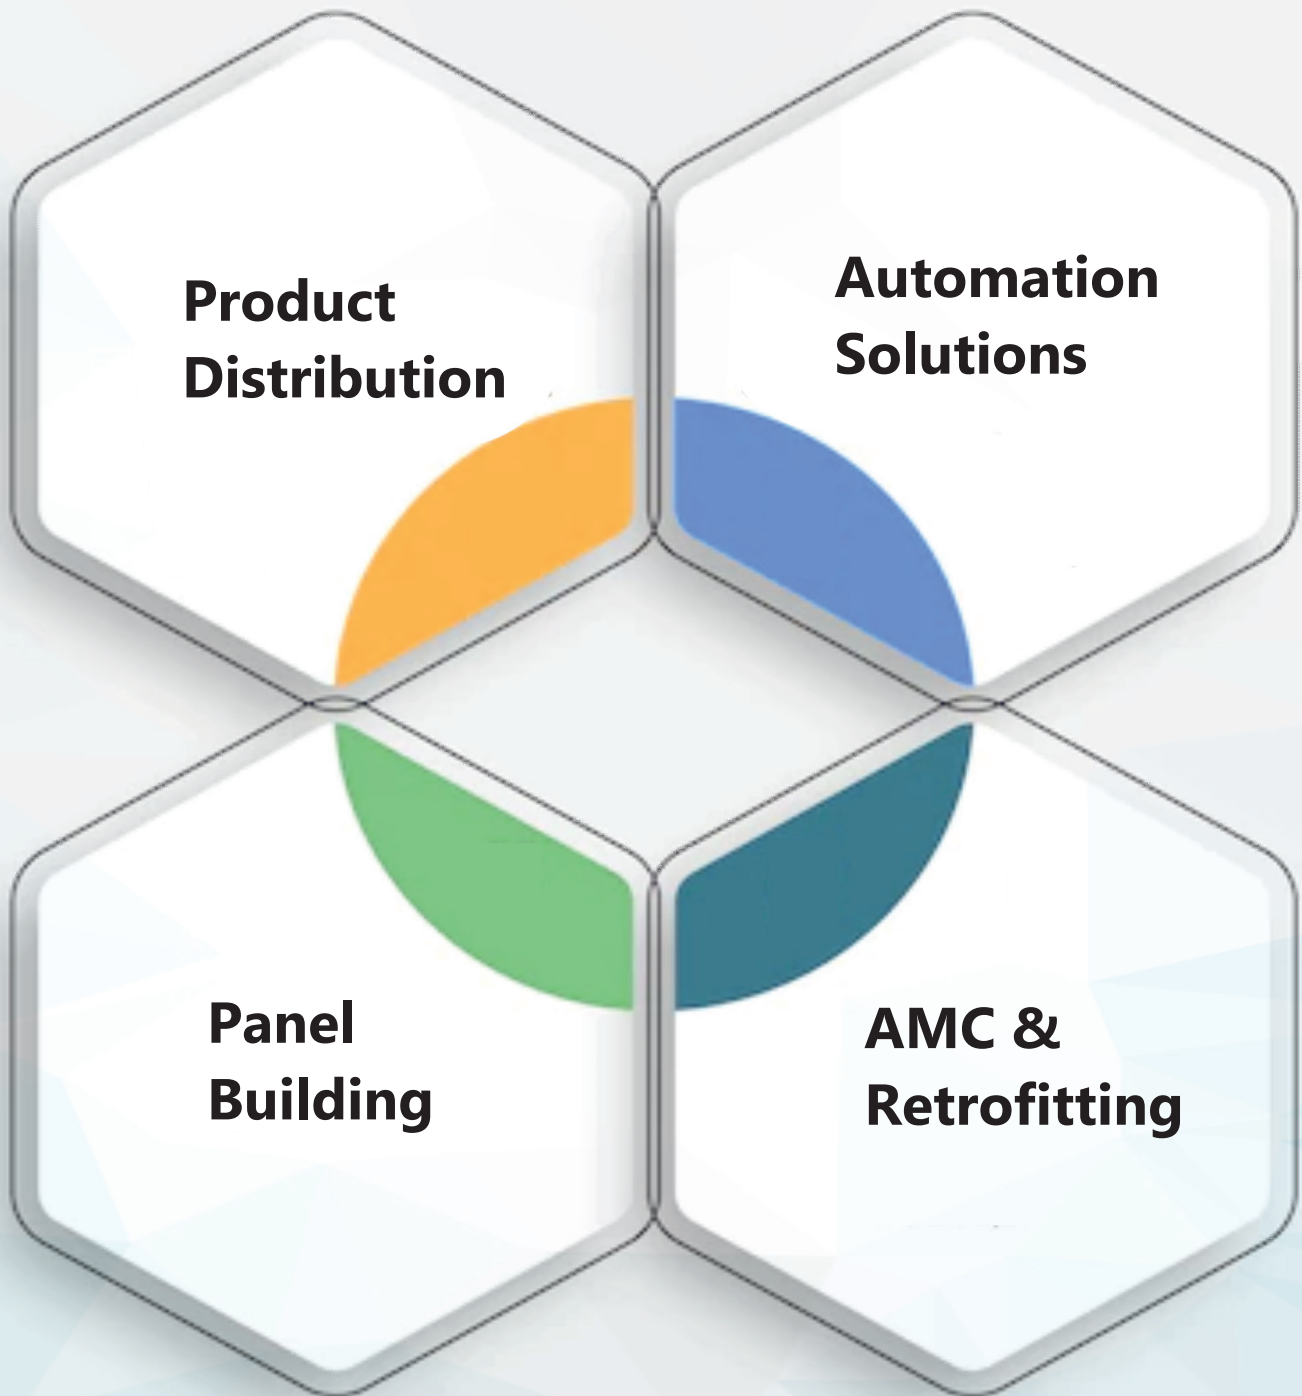 Product
Distribution
Automation
Solutions
Panel
Building
AMC &
Retrofitting